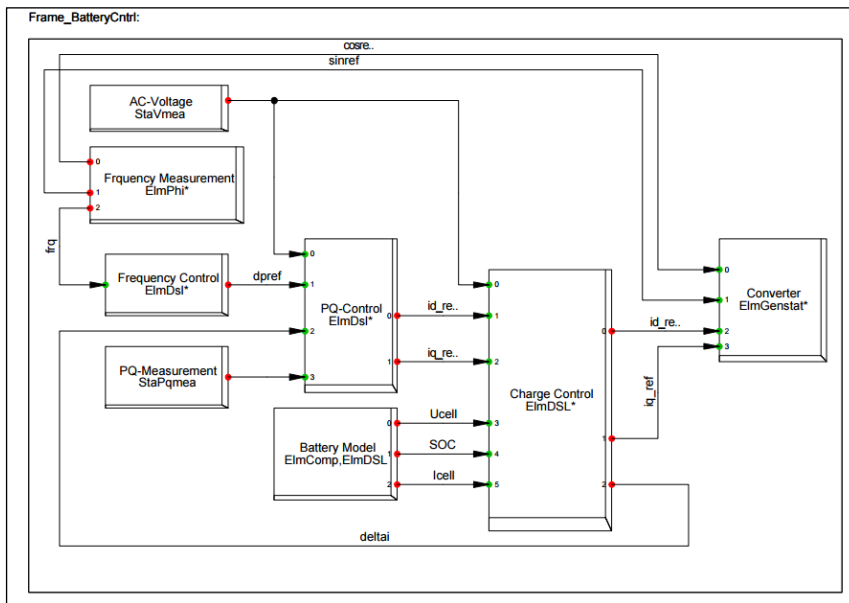 Frame_BatteryCntrl:
cosre..
sinref
AC-Voltage
StaVmea
0
Frquency Measurement
ElmPhi*
1
2
frq
Frequency Control
ElmDsl*
dpref
0
1
PQ-Control
ElmDsl*
2
3
0
1
PQ-Measurement
StaPqmea
id_re..
iq_re..
0
1
2
Charge Control
ElmDSL*
3
4
5
0
1
2
Battery Model
ElmComp,ElmDSL
0
1
2
Ucell
SOC
Icell
id_re..
iq_ref
0
1
Converter
ElmGenstat*
2
3
deltai